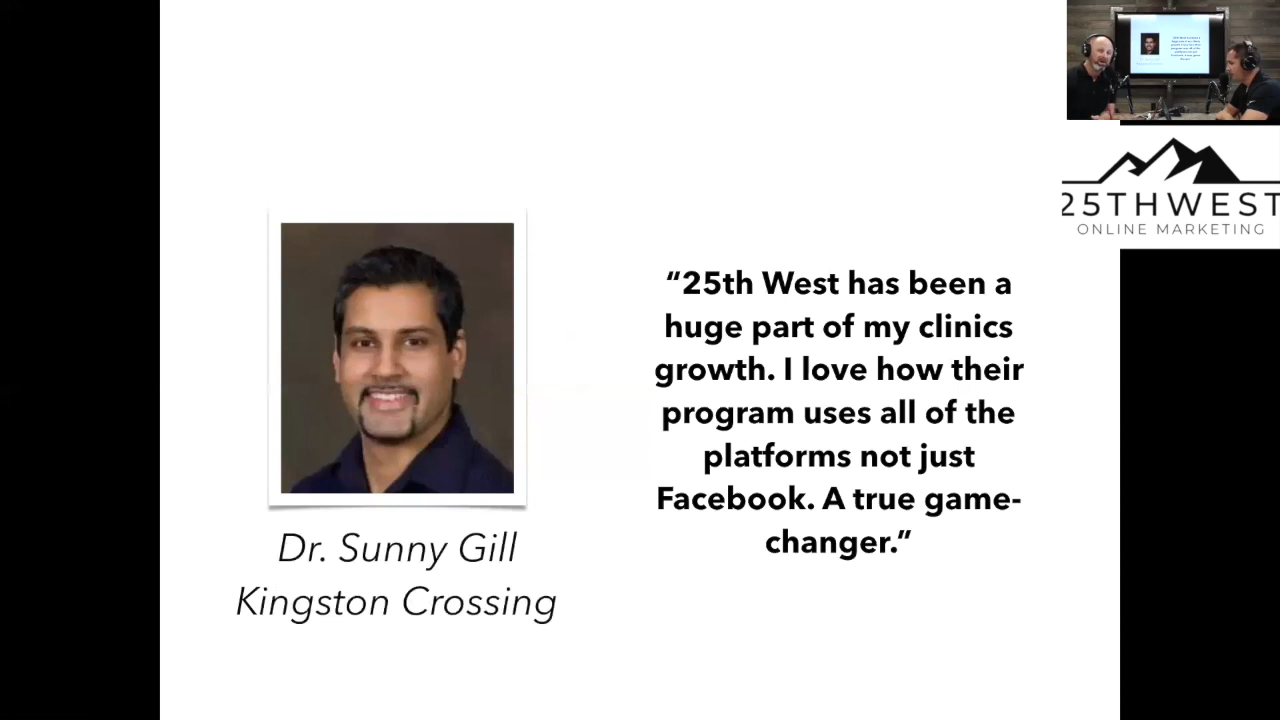 25THWEST
ONLINE MARKETING
“25th West has been a
huge part of my clinics
growth. I love how their
program uses all of the
platforms not just
Facebook. A true game-
changer.”
Dr. Sunny Gill
Kingston Crossing